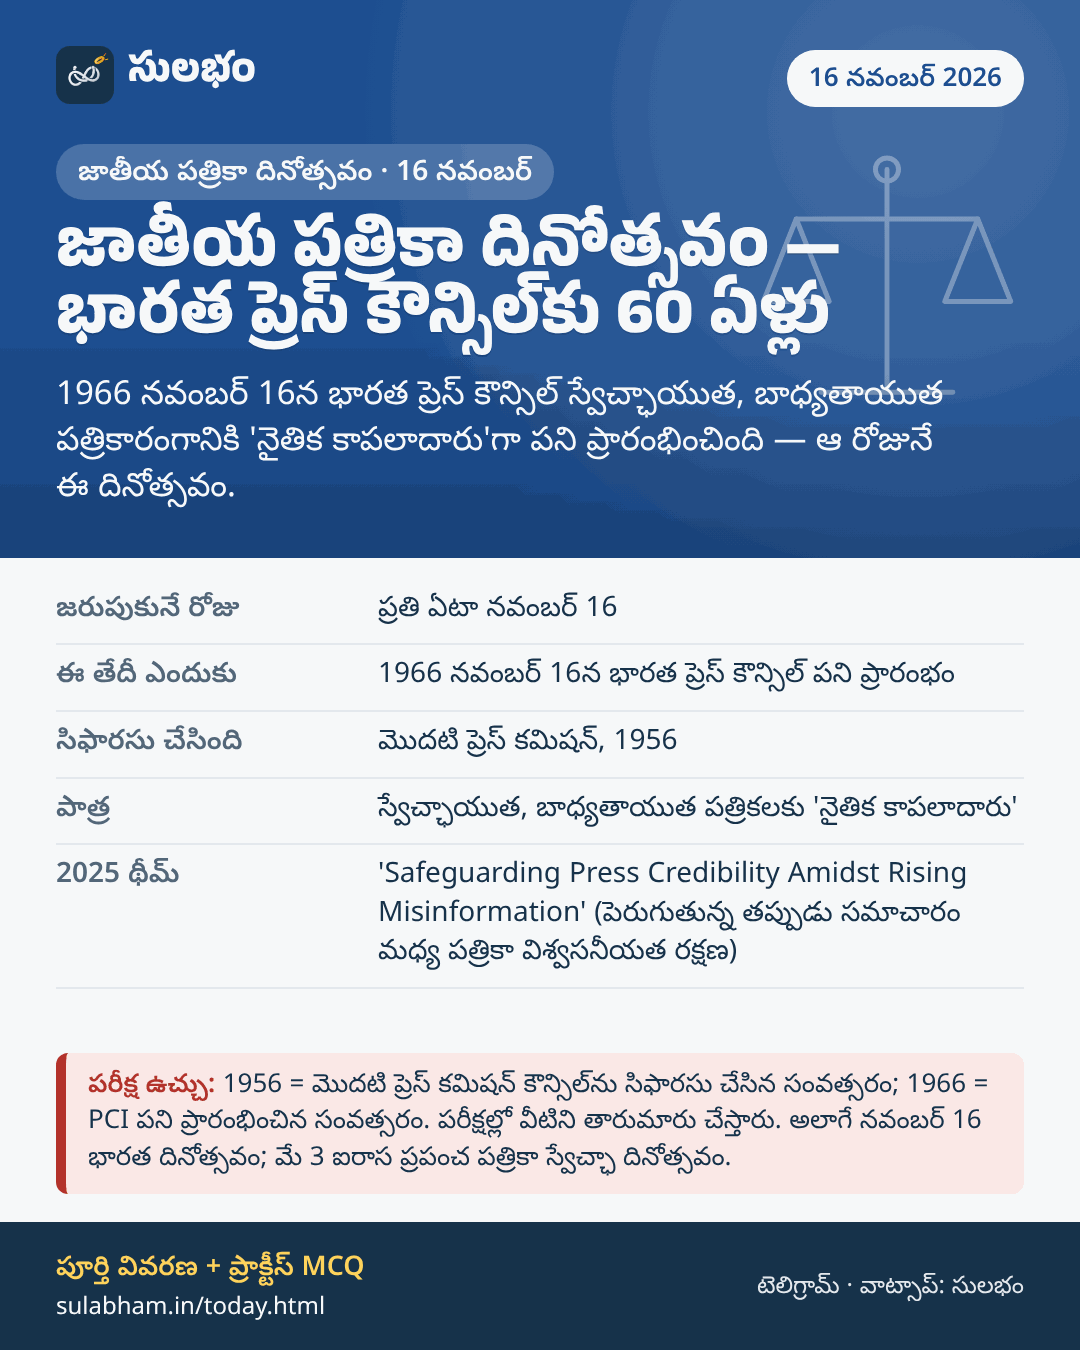 సులభం
16 నవంబర్ 2026
జాతీయ పత్రికా దినోత్సవం · 16 నవంబర్
జాతీయ పత్రికా దినోత్సవం —
భారత ప్రెస్ కౌన్సిల్‌కు 60 ఏళ్లు
1966 నవంబర్ 16న భారత ప్రెస్ కౌన్సిల్ స్వేచ్ఛాయుత, బాధ్యతాయుత
పత్రికారంగానికి 'నైతిక కాపలాదారు'గా పని ప్రారంభించింది — ఆ రోజునే
ఈ దినోత్సవం.
జరుపుకునే రోజు
ప్రతి ఏటా నవంబర్ 16
ఈ తేదీ ఎందుకు
1966 నవంబర్ 16న భారత ప్రెస్ కౌన్సిల్ పని ప్రారంభం
సిఫారసు చేసింది
మొదటి ప్రెస్ కమిషన్, 1956
పాత్ర
స్వేచ్ఛాయుత, బాధ్యతాయుత పత్రికలకు 'నైతిక కాపలాదారు'
2025 థీమ్
'Safeguarding Press Credibility Amidst Rising
Misinformation' (పెరుగుతున్న తప్పుడు సమాచారం
మధ్య పత్రికా విశ్వసనీయత రక్షణ)
పరీక్ష ఉచ్చు: 1956 = మొదటి ప్రెస్ కమిషన్ కౌన్సిల్‌ను సిఫారసు చేసిన సంవత్సరం; 1966 =
PCI పని ప్రారంభించిన సంవత్సరం. పరీక్షల్లో వీటిని తారుమారు చేస్తారు. అలాగే నవంబర్ 16
భారత దినోత్సవం; మే 3 ఐరాస ప్రపంచ పత్రికా స్వేచ్ఛా దినోత్సవం.
పూర్తి వివరణ + ప్రాక్టీస్ MCQ
sulabham.in/today.html
టెలిగ్రామ్ · వాట్సాప్: సులభం